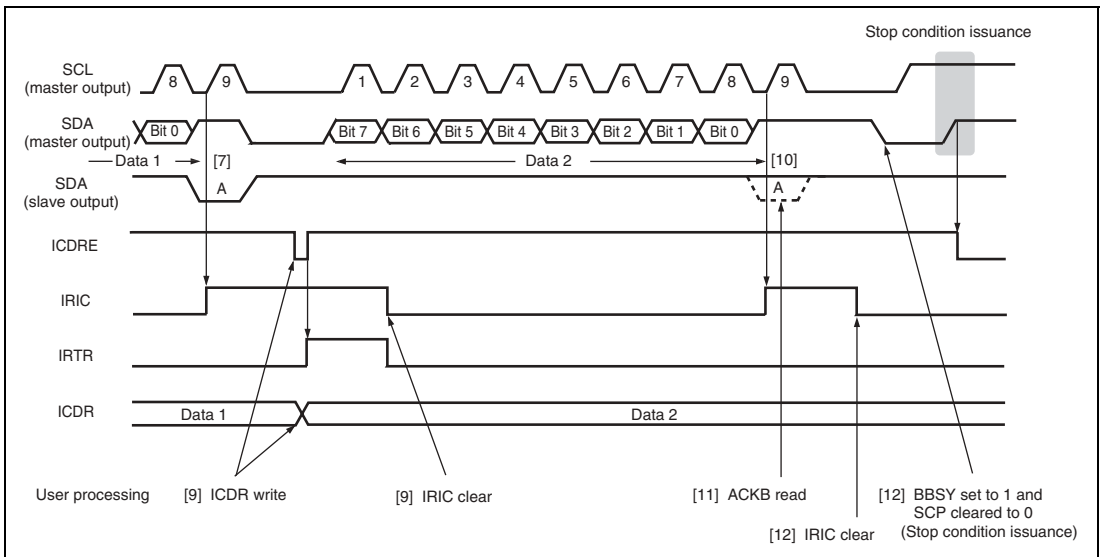 Stop condition issuance
SCL
(master output)
8 9 1 2 3 4 5 6 7 8 9
SDA
(master output)
Bit 0 Bit 7 Bit 6 Bit 5 Bit 4 Bit 3 Bit 2 Bit 1 Bit 0
Data 1 [7] Data 2 [10]
SDA
(slave output)
A A
ICDRE
IRIC
IRTR
ICDR
Data 1 Data 2
User processing [9] ICDR write [9] IRIC clear [11] ACKB read [12] BBSY set to 1 and
SCP cleared to 0
(Stop condition issuance)
[12] IRIC clear